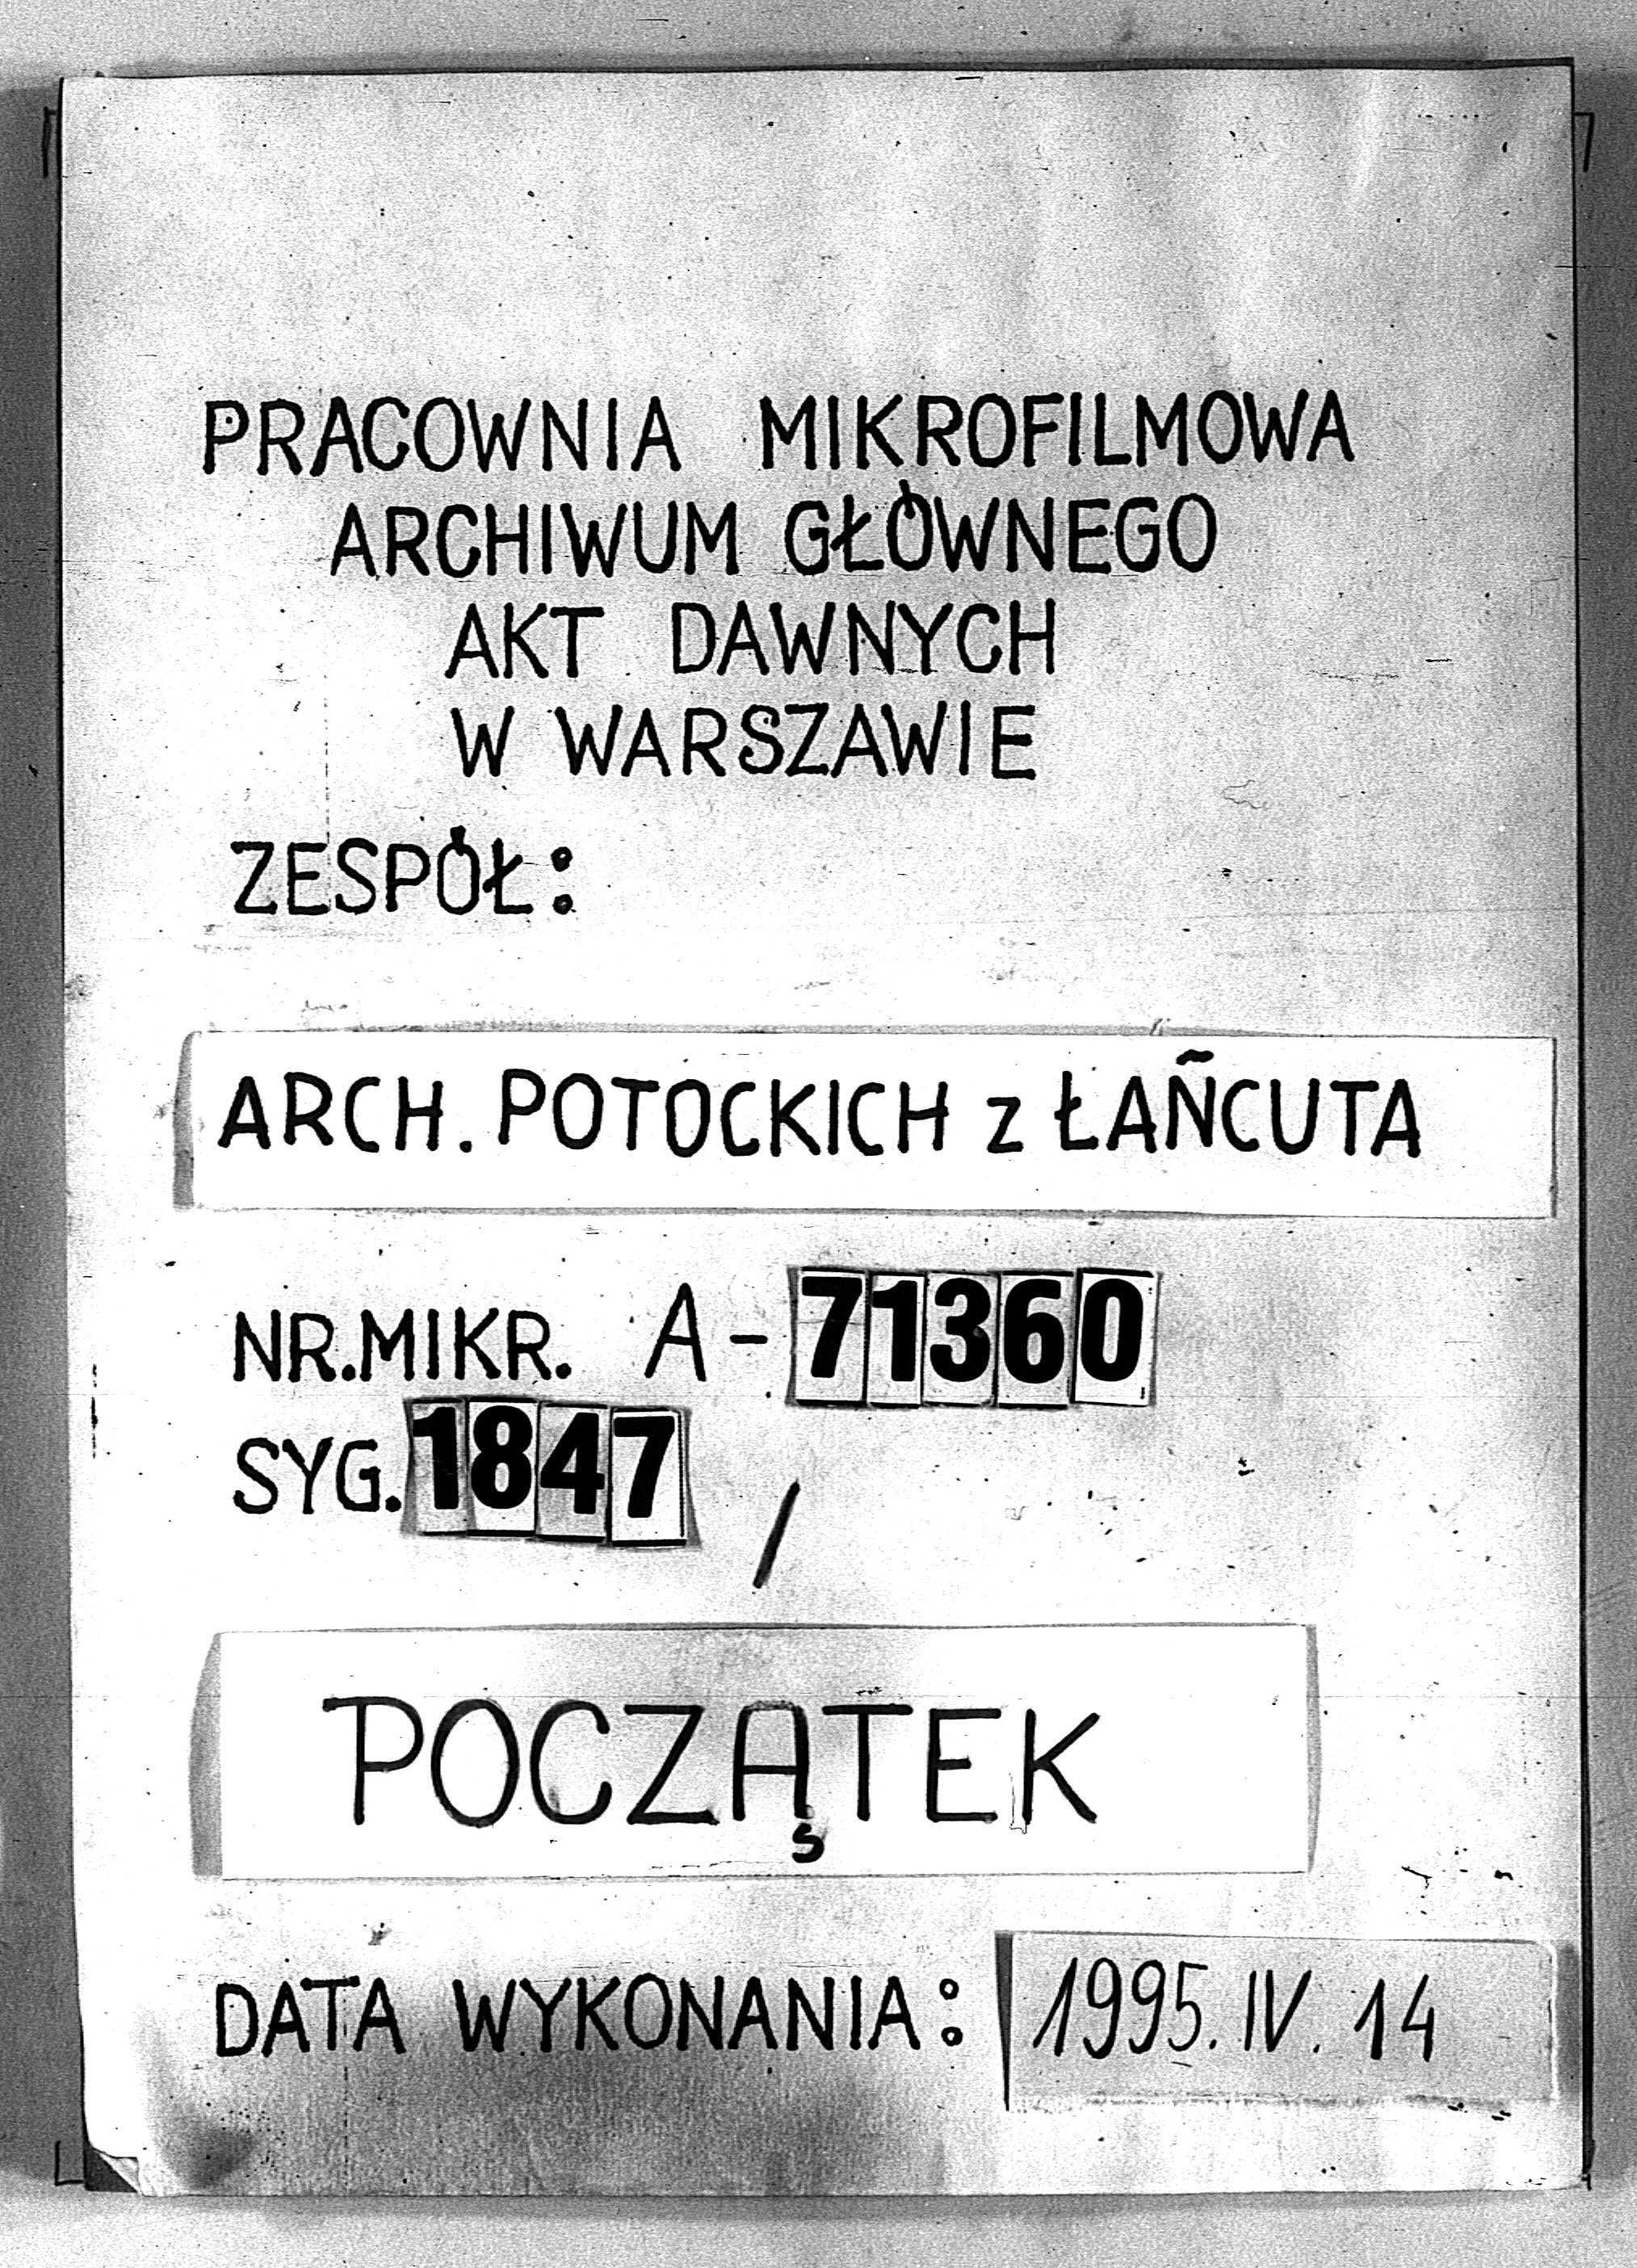 PRACOWNIA MIKROFILMOWA
ARCHIWUM GŁÓWNEGO
AKT DAWNYCH
W WARSZAWIE
ZESPÓŁ:
ARCH. POTOCKICH z ŁAŃCUTA
NR.MIKR. A-71360
SYG. 1847 /
POCZĄTEK
DATA WYKONANIA: 1995. IV. 14